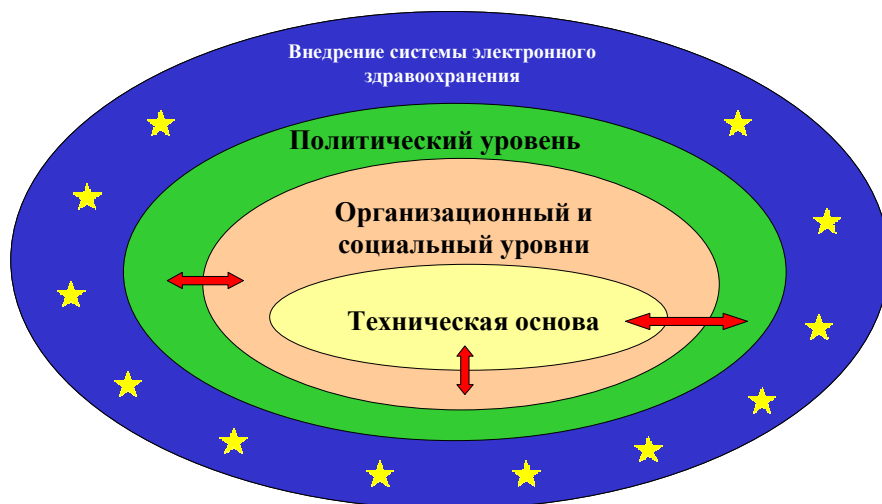 Внедрение системы электронного
здравоохранения
Политический уровень
Организационный и
социальный уровни
Техническая основа